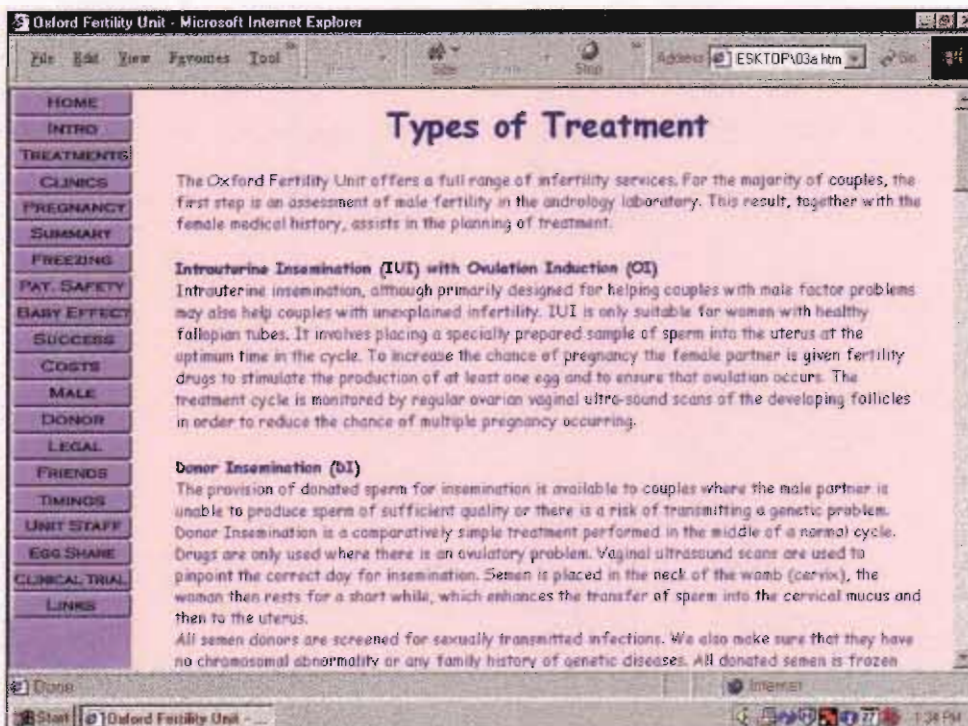 Oxford Fertility Unit - Microsoft Internet Explorer
File Edit View Favorites Tool
Stop
Address ESKTOP\03a.htm Go
HOME
INTRO
TREATMENTS
CLINICS
PREGNANCY
SUMMARY
FREEZING
PAT. SAFETY
BABY EFFECT
SUCCESS
COSTS
MALE
DONOR
LEGAL
FRIENDS
TIMINGS
UNIT STAFF
EGG SHARE
CLINICAL TRIAL
LINKS
Types of Treatment
The Oxford Fertility Unit offers a full range of infertility services. For the majority of couples, the
first step is an assessment of male fertility in the andrology laboratory. This result, together with the
female medical history, assists in the planning of treatment.
Intrauterine Insemination (IUI) with Ovulation Induction (OI)
Intrauterine insemination, although primarily designed for helping couples with male factor problems
may also help couples with unexplained infertility. IUI is only suitable for women with healthy
fallopian tubes. It involves placing a specially prepared sample of sperm into the uterus at the
optimum time in the cycle. To increase the chance of pregnancy the female partner is given fertility
drugs to stimulate the production of at least one egg and to ensure that ovulation occurs. The
treatment cycle is monitored by regular ovarian vaginal ultra-sound scans of the developing follicles
in order to reduce the chance of multiple pregnancy occurring.
Donor Insemination (DI)
The provision of donated sperm for insemination is available to couples where the male partner is
unable to produce sperm of sufficient quality or there is a risk of transmitting a genetic problem.
Donor Insemination is a comparatively simple treatment performed in the middle of a normal cycle.
Drugs are only used where there is an ovulatory problem. Vaginal ultrasound scans are used to
pinpoint the correct day for insemination. Semen is placed in the neck of the womb (cervix), the
woman then rests for a short while, which enhances the transfer of sperm into the cervical mucus and
then to the uterus.
All semen donors are screened for sexually transmitted infections. We also make sure that they have
no chromosomal abnormality or any family history of genetic diseases. All donated semen is frozen
Done
Internet
Start Oxford Fertility Unit - ...
1:34 PM